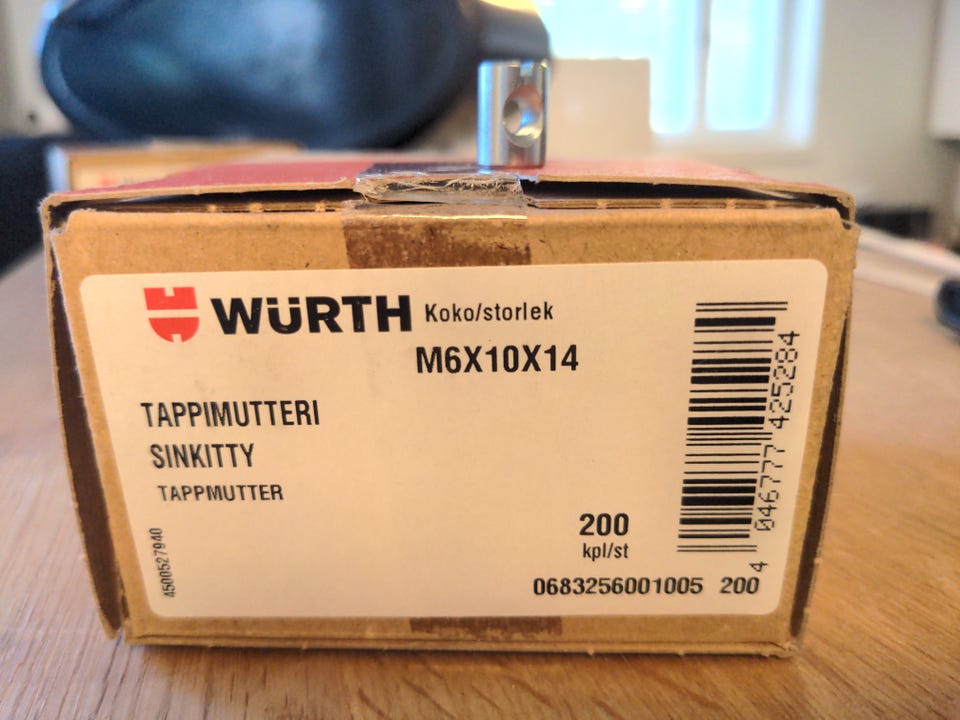 WÜRTH Koko/storlek
M6X10X14
TAPPIMUTTERI
SINKITTY
TAPPMUTTER
4500527940
200
kpl/st
0683256001005 200
4 046777 425284